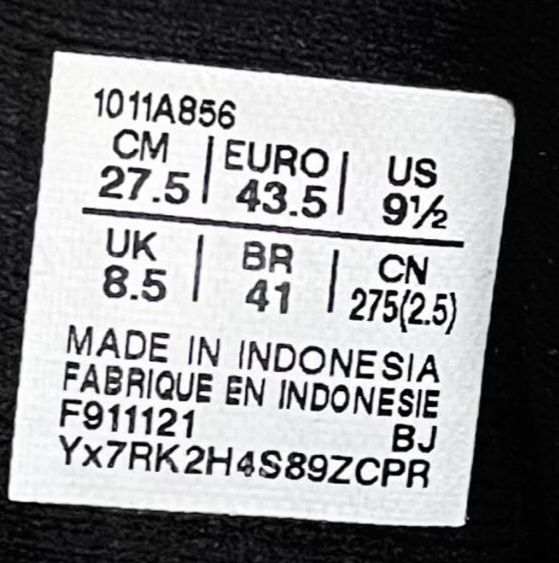 1011A856
CM | EURO | US
27.5 | 43.5 | 9½
UK | BR | CN
8.5 | 41 | 275(2.5)
MADE IN INDONESIA
FABRIQUE EN INDONESIE
F911121 BJ
Yx7RK2H4S89ZCPR